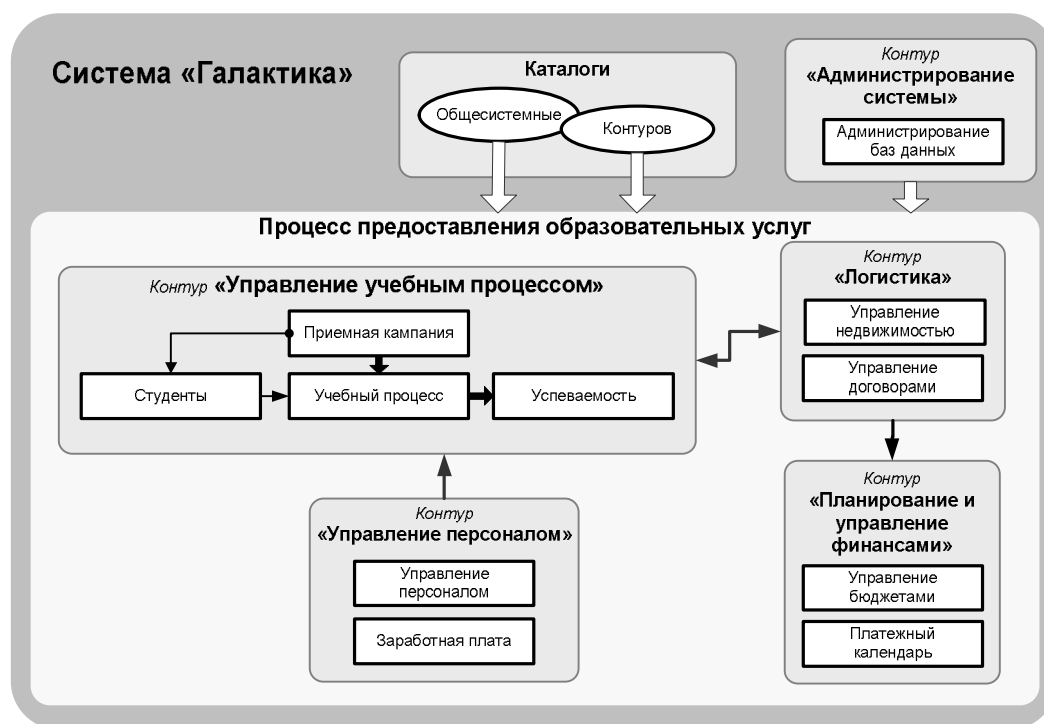 Система «Галактика»
Каталоги
Общесистемные
Контуров
Контур
«Администрирование
системы»
Администрирование
баз данных
Процесс предоставления образовательных услуг
Контур «Управление учебным процессом»
Приемная кампания
Студенты
Учебный процесс
Успеваемость
Контур
«Логистика»
Управление
недвижимостью
Управление
договорами
Контур
«Управление персоналом»
Управление
персоналом
Заработная плата
Контур
«Планирование и
управление
финансами»
Управление
бюджетами
Платежный
календарь